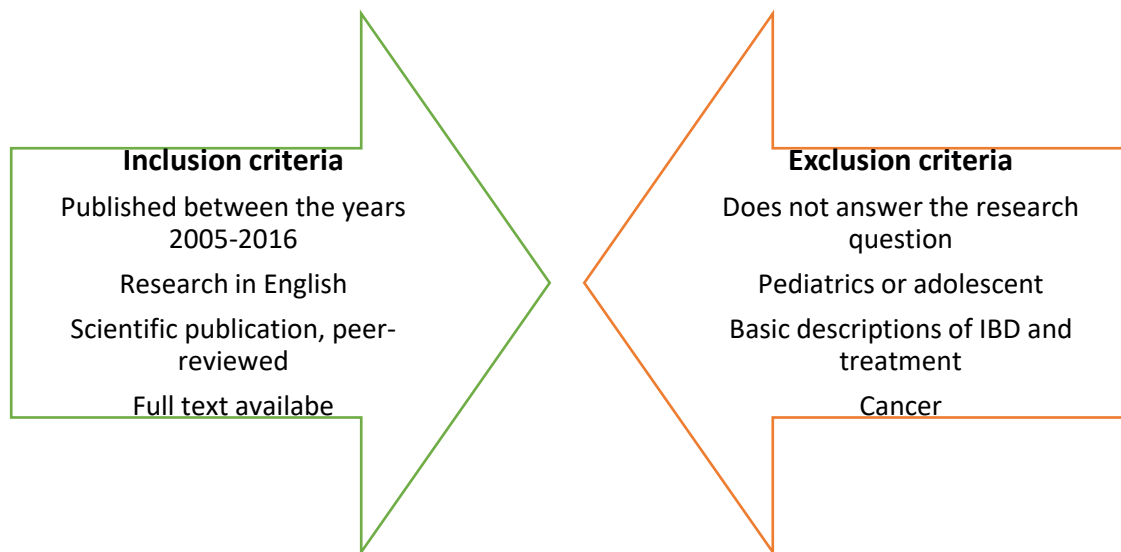 Inclusion criteria
Published between the years
2005-2016
Research in English
Scientific publication, peer-
reviewed
Full text availabe
Exclusion criteria
Does not answer the research
question
Pediatrics or adolescent
Basic descriptions of IBD and
treatment
Cancer